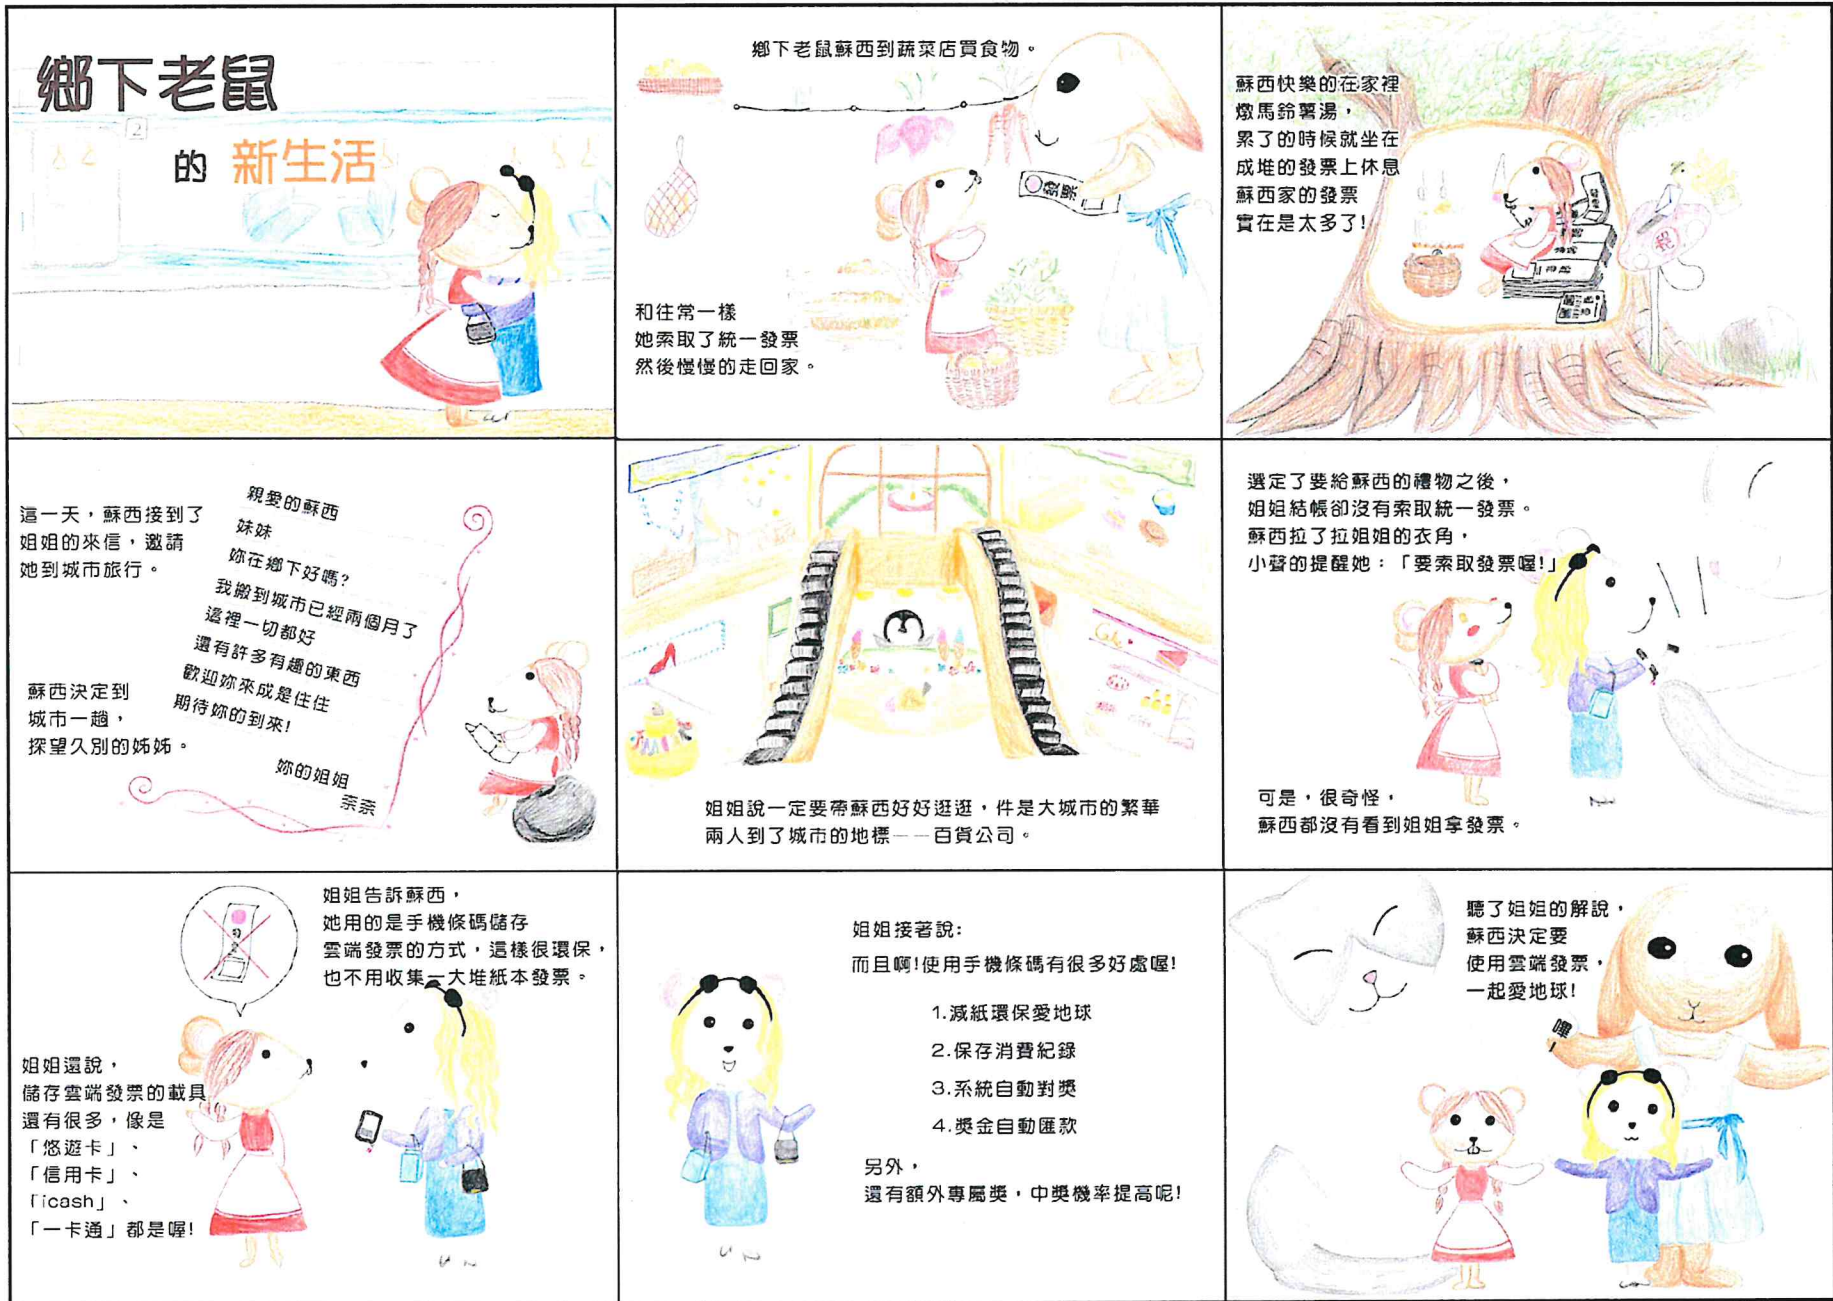 鄉下老鼠
的 新生活
2
鄉下老鼠蘇西到蔬菜店買食物。
發票
和往常一樣
她索取了統一發票
然後慢慢的走回家。
蘇西快樂的在家裡
燉馬鈴薯湯,
累了的時候就坐在
成堆的發票上休息
蘇西家的發票
實在是太多了!
這一天,蘇西接到了
姐姐的來信,邀請
她到城市旅行。
蘇西決定到
城市一趟,
探望久別的姊姊。
親愛的蘇西
妹妹
妳在鄉下好嗎?
我搬到城市已經兩個月了
這裡一切都好
還有許多有趣的東西
歡迎妳來成是住住
期待妳的到來!
妳的姐姐
奈奈
Cake
姐姐說一定要帶蘇西好好逛逛,件是大城市的繁華
兩人到了城市的地標——百貨公司。
選定了要給蘇西的禮物之後,
姐姐結帳卻沒有索取統一發票。
蘇西拉了拉姐姐的衣角,
小聲的提醒她:「要索取發票喔!」
可是,很奇怪,
蘇西都沒有看到姐姐拿發票。
姐姐告訴蘇西,
她用的是手機條碼儲存
雲端發票的方式,這樣很環保,
也不用收集一大堆紙本發票。
姐姐還說,
儲存雲端發票的載具
還有很多,像是
「悠遊卡」、
「信用卡」、
「icash」、
「一卡通」都是喔!
姐姐接著說:
而且啊!使用手機條碼有很多好處喔!
1.減紙環保愛地球
2.保存消費紀錄
3.系統自動對獎
4.獎金自動匯款
另外,
還有額外專屬獎,中獎機率提高呢!
聽了姐姐的解說,
蘇西決定要
使用雲端發票,
一起愛地球!
嗶